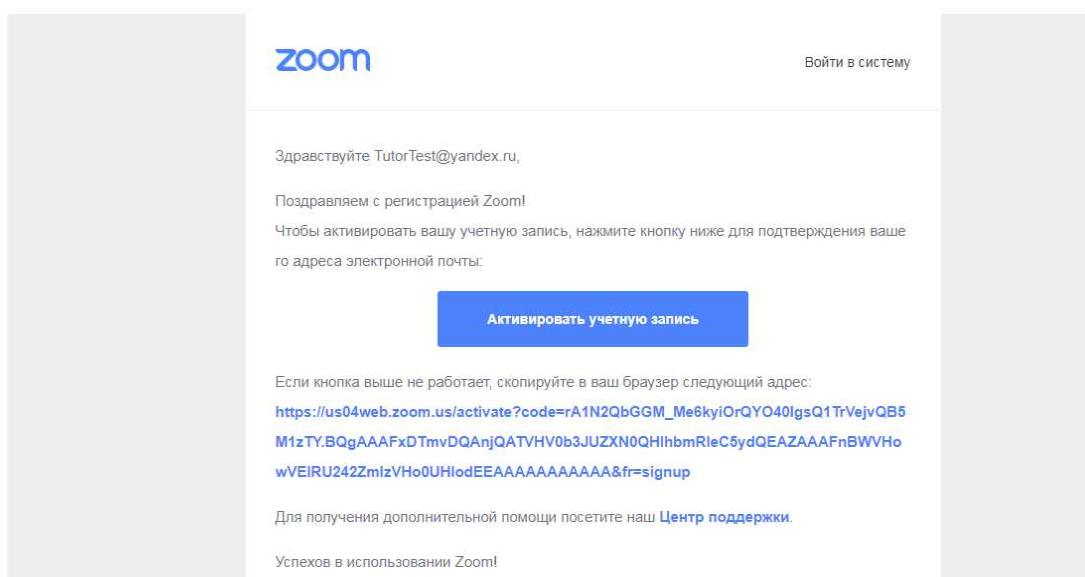 zoom
Войти в систему
Здравствуйте TutorTest@yandex.ru,
Поздравляем с регистрацией Zoom!
Чтобы активировать вашу учетную запись, нажмите кнопку ниже для подтверждения ваше
го адреса электронной почты:
Активировать учетную запись
Если кнопка выше не работает, скопируйте в ваш браузер следующий адрес:
https://us04web.zoom.us/activate?code=rA1N2QbGGM_Me6kyiOrQYO40IgsQ1TrVejvQB5
M1zTY.BQgAAAFxDTmvDQAnjQATVHV0b3JUZXN0QHlhbmRleC5ydQEAZAAAFnBWVHo
wVElRU242ZmlzVHo0UHlodEEAAAAAAAAAAA&fr=signup
Для получения дополнительной помощи посетите наш Центр поддержки.
Успехов в использовании Zoom!